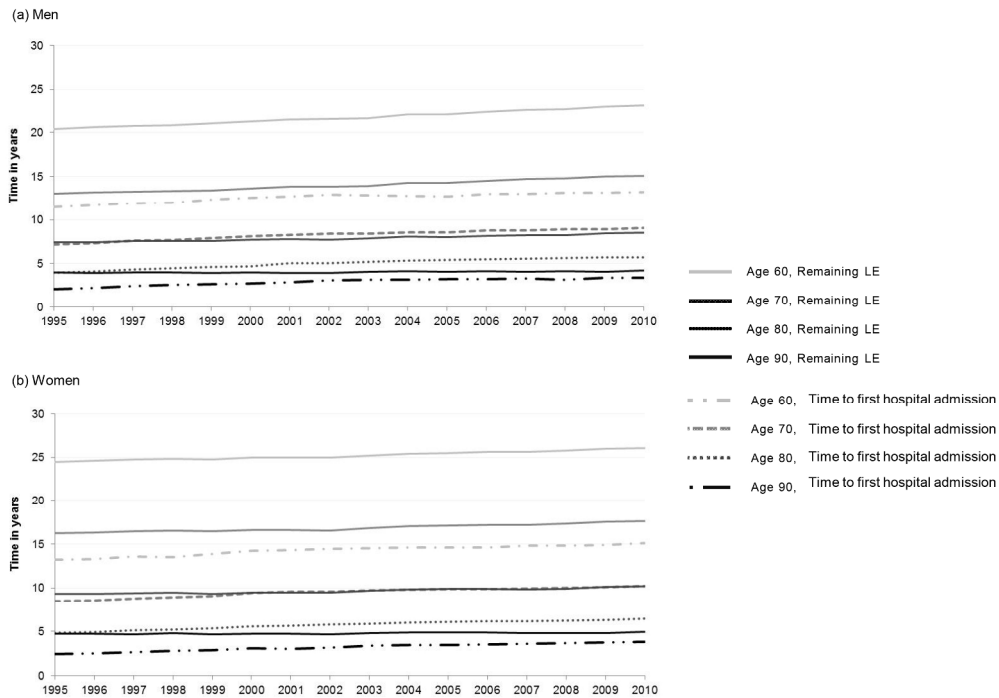 (a) Men
30
25
20
15
10
5
0
Time in years
1995 1996 1997 1998 1999 2000 2001 2002 2003 2004 2005 2006 2007 2008 2009 2010
(b) Women
30
25
20
15
10
5
0
Time in years
1995 1996 1997 1998 1999 2000 2001 2002 2003 2004 2005 2006 2007 2008 2009 2010
Age 60, Remaining LE
Age 70, Remaining LE
Age 80, Remaining LE
Age 90, Remaining LE
Age 60, Time to first hospital admission
Age 70, Time to first hospital admission
Age 80, Time to first hospital admission
Age 90, Time to first hospital admission